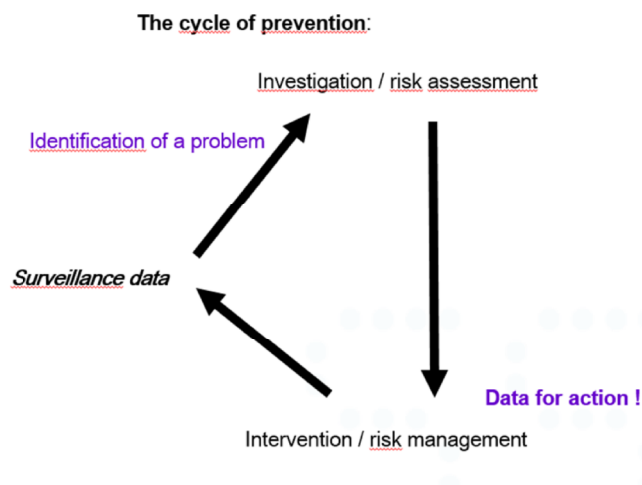 The cycle of prevention:
Investigation / risk assessment
Identification of a problem
Surveillance data
Data for action !
Intervention / risk management